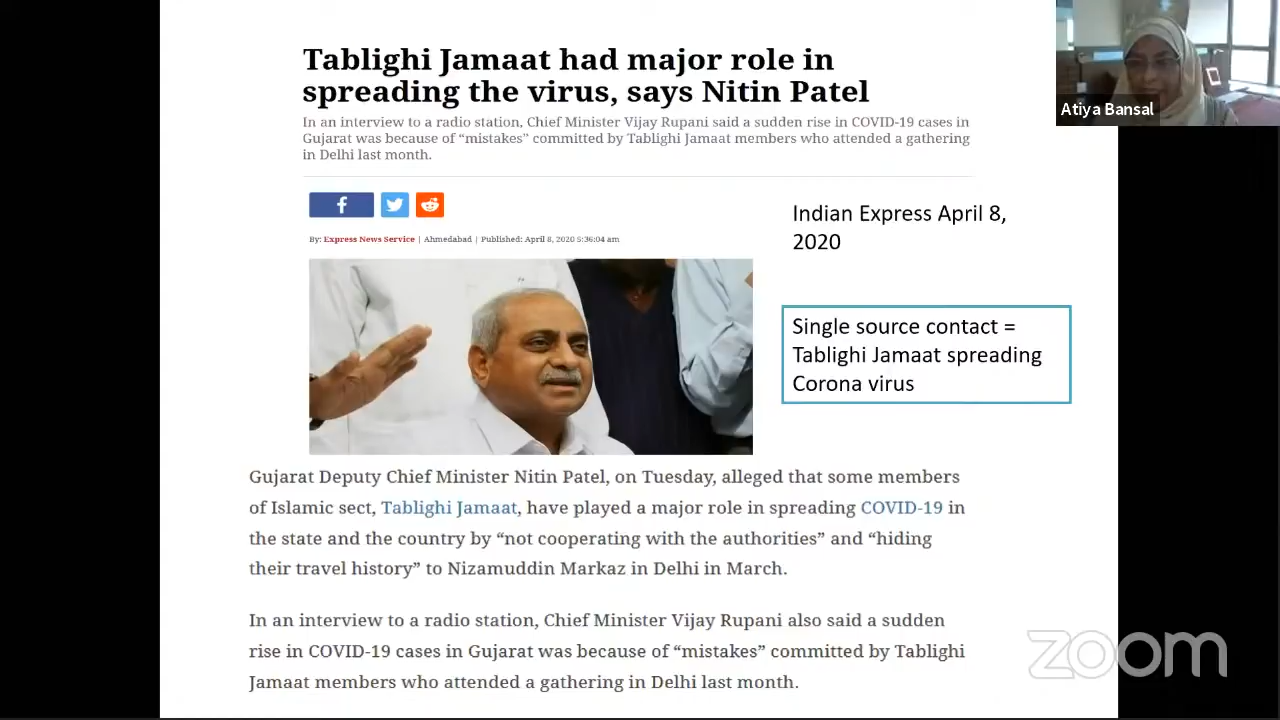 Tablighi Jamaat had major role in
spreading the virus, says Nitin Patel
In an interview to a radio station, Chief Minister Vijay Rupani said a sudden rise in COVID-19 cases in
Gujarat was because of “mistakes” committed by Tablighi Jamaat members who attended a gathering
in Delhi last month.
Atiya Bansal
f
By: Express News Service | Ahmedabad | Published: April 8, 2020 5:36:04 am
Indian Express April 8,
2020
Single source contact =
Tablighi Jamaat spreading
Corona virus
Gujarat Deputy Chief Minister Nitin Patel, on Tuesday, alleged that some members
of Islamic sect, Tablighi Jamaat, have played a major role in spreading COVID-19 in
the state and the country by “not cooperating with the authorities” and “hiding
their travel history” to Nizamuddin Markaz in Delhi in March.
In an interview to a radio station, Chief Minister Vijay Rupani also said a sudden
rise in COVID-19 cases in Gujarat was because of “mistakes” committed by Tablighi
Jamaat members who attended a gathering in Delhi last month.
zoom